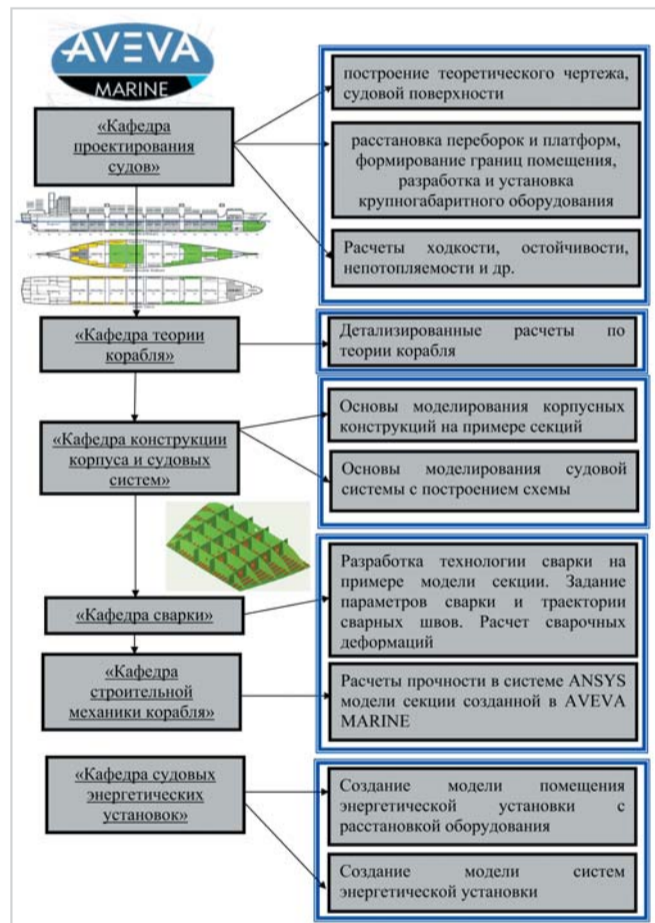 AVEVA
MARINE
«Кафедра
проектирования
судов»
построение теоретического чертежа,
судовой поверхности
расстановка переборок и платформ,
формирование границ помещения,
разработка и установка
крупногабаритного оборудования
Расчеты ходкости, остойчивости,
непотопляемости и др.
«Кафедра теории
корабля»
Детализированные расчеты по
теории корабля
«Кафедра конструкции
корпуса и судовых
систем»
Основы моделирования корпусных
конструкций на примере секций
Основы моделирования судовой
системы с построением схемы
«Кафедра сварки»
Разработка технологии сварки на
примере модели секции. Задание
параметров сварки и траектории
сварных швов. Расчет сварочных
деформаций
«Кафедра
строительной
механики корабля»
Расчеты прочности в системе ANSYS
модели секции созданной в AVEVA
MARINE
«Кафедра судовых
энергетических
установок»
Создание модели помещения
энергетической установки с
расстановкой оборудования
Создание модели систем
энергетической установки